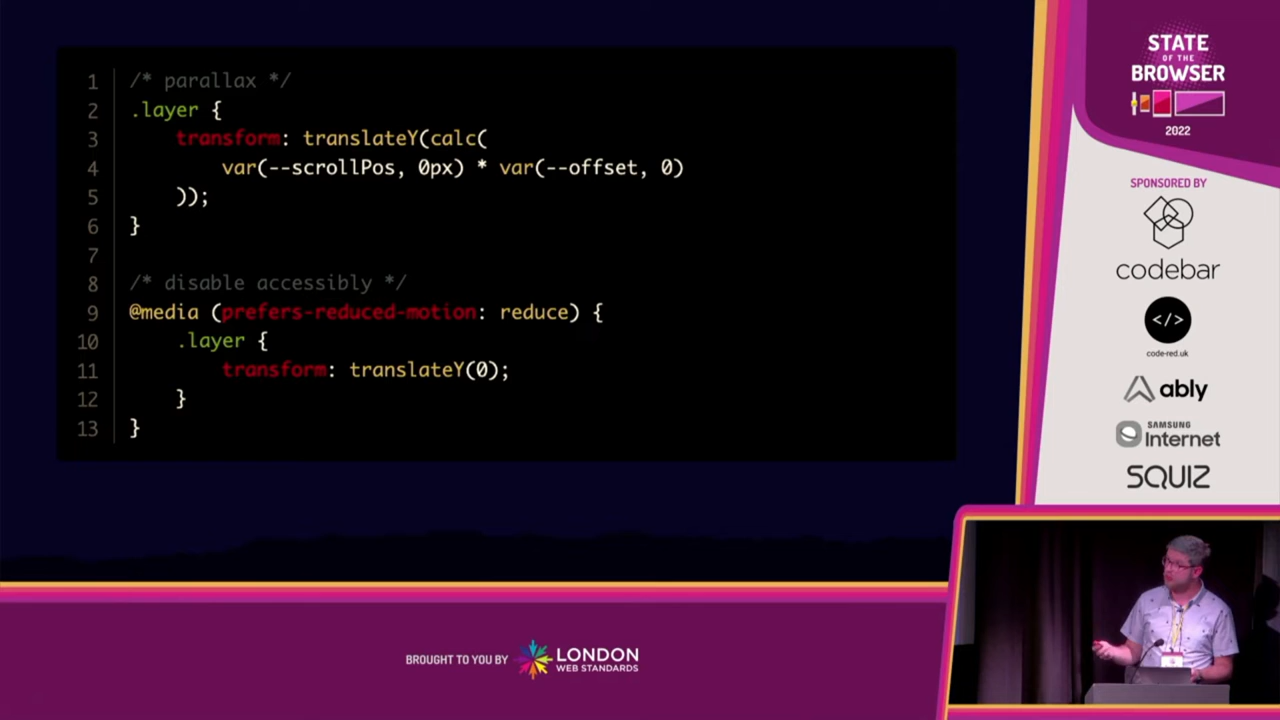 1 /* parallax */
2 .layer {
3 transform: translateY(calc(
4 var(--scrollPos, 0px) * var(--offset, 0)
5 ));
6 }
7
8 /* disable accessibly */
9 @media (prefers-reduced-motion: reduce) {
10 .layer {
11 transform: translateY(0);
12 }
13 }
STATE
OF THE
BROWSER
2022
SPONSORED BY
codebar
</>
code-red.uk
ably
SAMSUNG
Internet
SQUIZ
BROUGHT TO YOU BY
LONDON
WEB STANDARDS